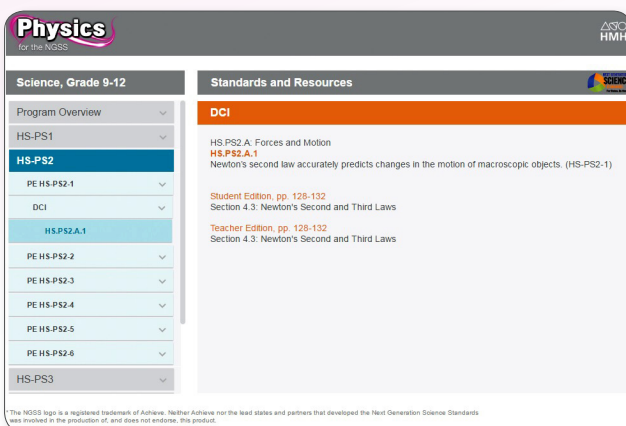 Physics
for the NGSS
HMH
Science, Grade 9-12
Standards and Resources
SCIENCE
Program Overview
HS-PS1
HS-PS2
PE HS-PS2-1
DCI
HS.PS2.A.1
PE HS-PS2-2
PE HS-PS2-3
PE HS-PS2-4
PE HS-PS2-5
PE HS-PS2-6
HS-PS3
DCI
HS.PS2.A: Forces and Motion
HS.PS2.A.1
Newton's second law accurately predicts changes in the motion of macroscopic objects. (HS-PS2-1)
Student Edition, pp. 128-132
Section 4.3: Newton's Second and Third Laws
Teacher Edition, pp. 128-132
Section 4.3: Newton's Second and Third Laws
* The NGSS logo is a registered trademark of Achieve. Neither Achieve nor the lead states and partners that developed the Next Generation Science Standards
was involved in the production of, and does not endorse, this product.